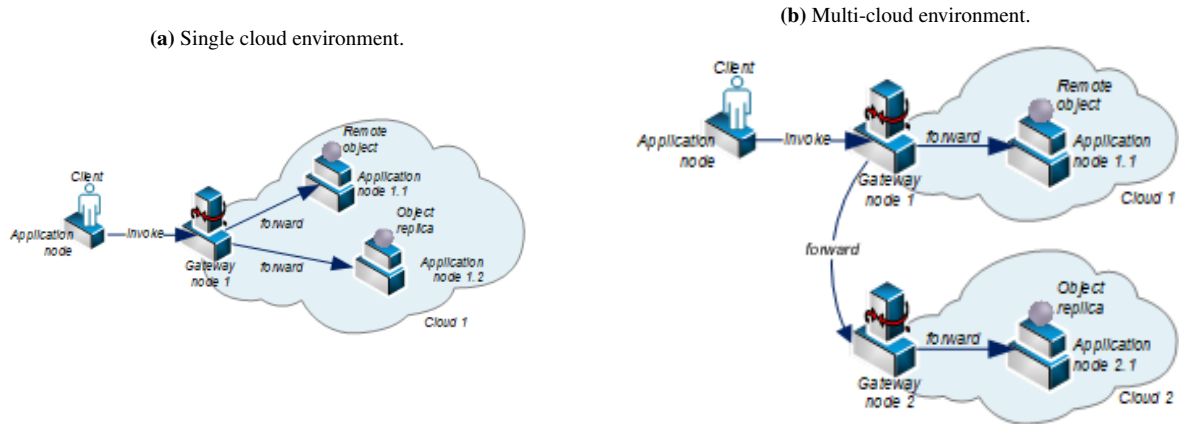 (a) Single cloud environment.
Client
Application
node
invoke
Gateway
node 1
forward
forward
Remote
object
Application
node 1.1
Object
replica
Application
node 1.2
Cloud 1
(b) Multi-cloud environment.
Client
Application
node
invoke
Gateway
node 1
forward
Remote
object
Application
node 1.1
Cloud 1
forward
Gateway
node 2
forward
Object
replica
Application
node 2.1
Cloud 2